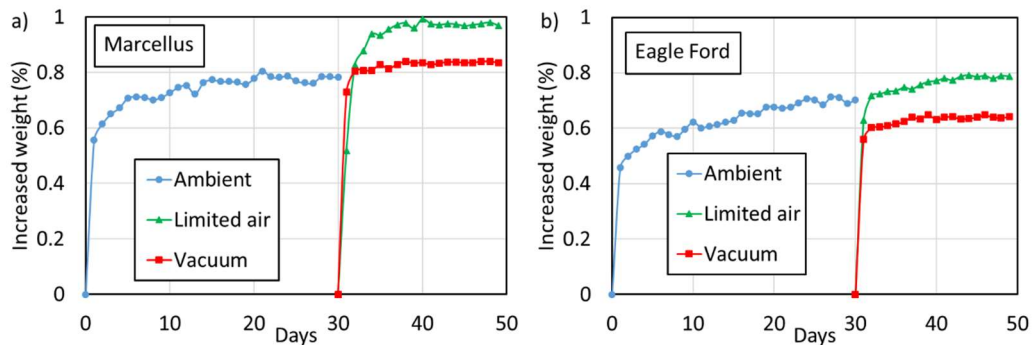 a)
Marcellus
Increased weight (%)
1
0.8
0.6
0.4
0.2
0
Ambient
Limited air
Vacuum
0 10 20 30 40 50
Days
b)
Eagle Ford
Increased weight (%)
1
0.8
0.6
0.4
0.2
0
Ambient
Limited air
Vacuum
0 10 20 30 40 50
Days